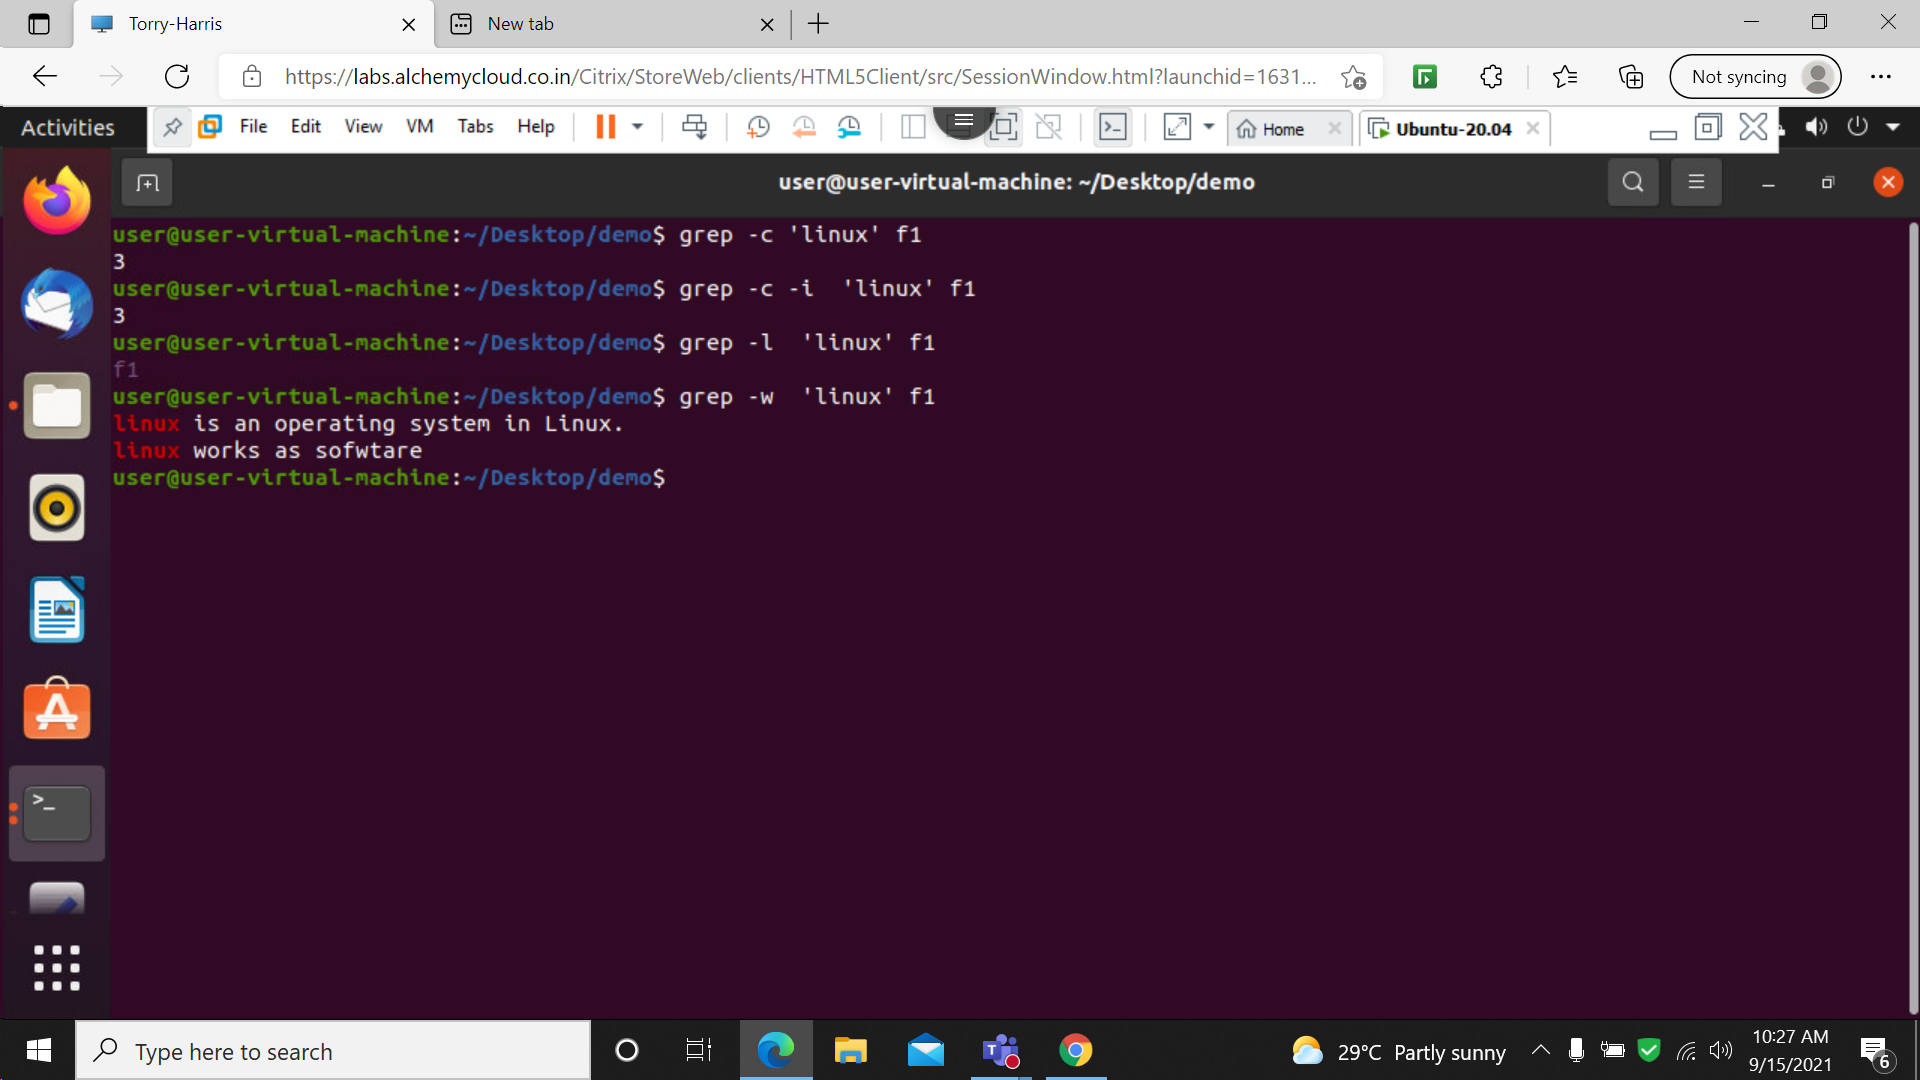 Torry-Harris
New tab
https://labs.alchemycloud.co.in/Citrix/StoreWeb/clients/HTML5Client/src/SessionWindow.html?launchid=1631...
Not syncing
Activities
File Edit View VM Tabs Help
Home
Ubuntu-20.04
user@user-virtual-machine: ~/Desktop/demo
user@user-virtual-machine:~/Desktop/demo$ grep -c 'linux' f1
3
user@user-virtual-machine:~/Desktop/demo$ grep -c -i  'linux' f1
3
user@user-virtual-machine:~/Desktop/demo$ grep -l  'linux' f1
f1
user@user-virtual-machine:~/Desktop/demo$ grep -w  'linux' f1
linux is an operating system in Linux.
linux works as sofwtare
user@user-virtual-machine:~/Desktop/demo$
Type here to search
29°C Partly sunny
10:27 AM
9/15/2021
6